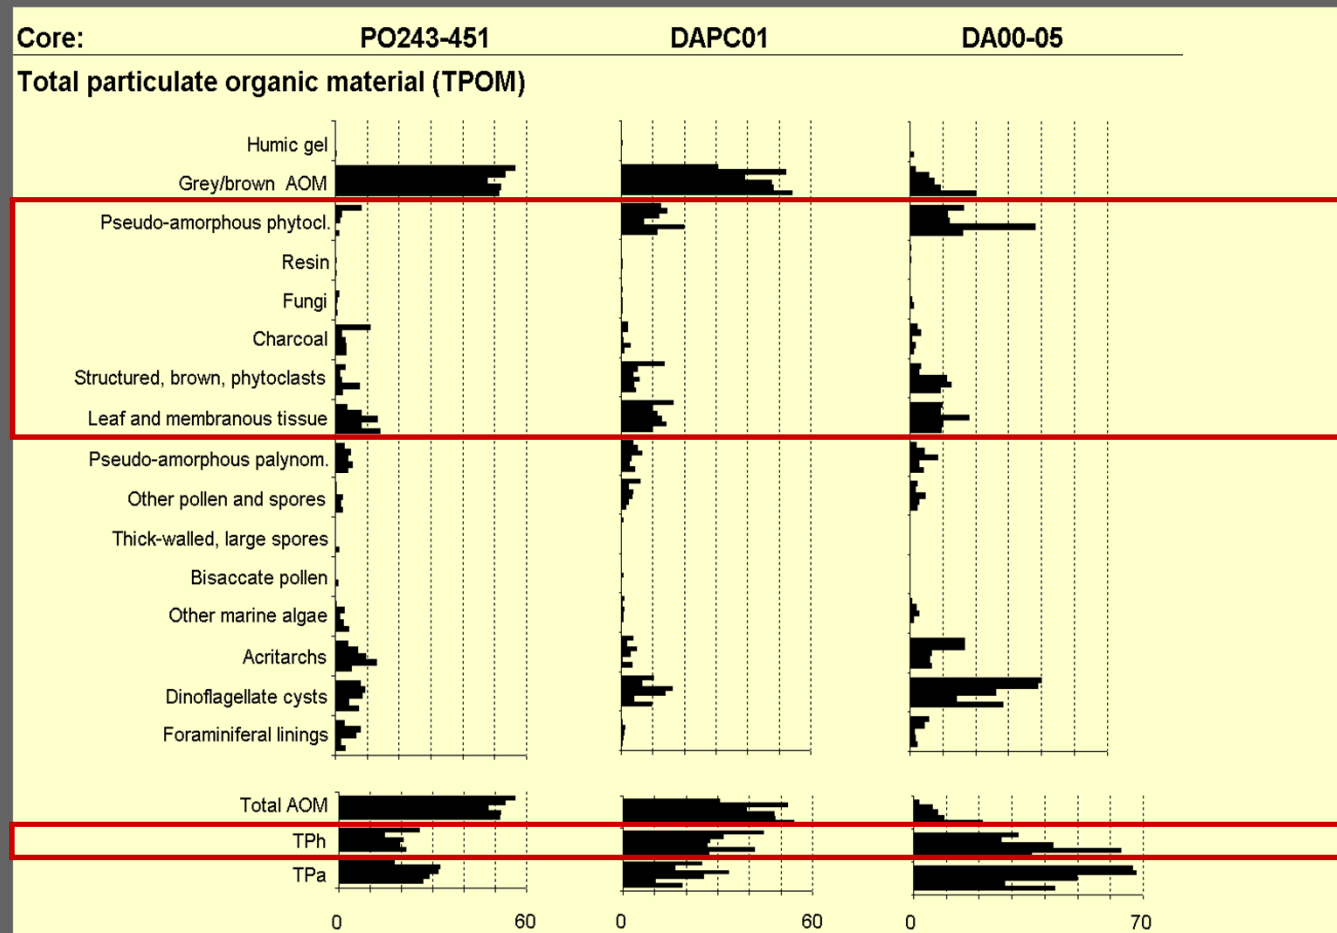 Core: PO243-451 DAPC01 DA00-05
Total particulate organic material (TPOM)
Humic gel
Grey/brown AOM
Pseudo-amorphous phytocl.
Resin
Fungi
Charcoal
Structured, brown, phytoclasts
Leaf and membranous tissue
Pseudo-amorphous palynom.
Other pollen and spores
Thick-walled, large spores
Bisaccate pollen
Other marine algae
Acritarchs
Dinoflagellate cysts
Foraminiferal linings
Total AOM
TPh
TPa
0 60 0 60 0 70